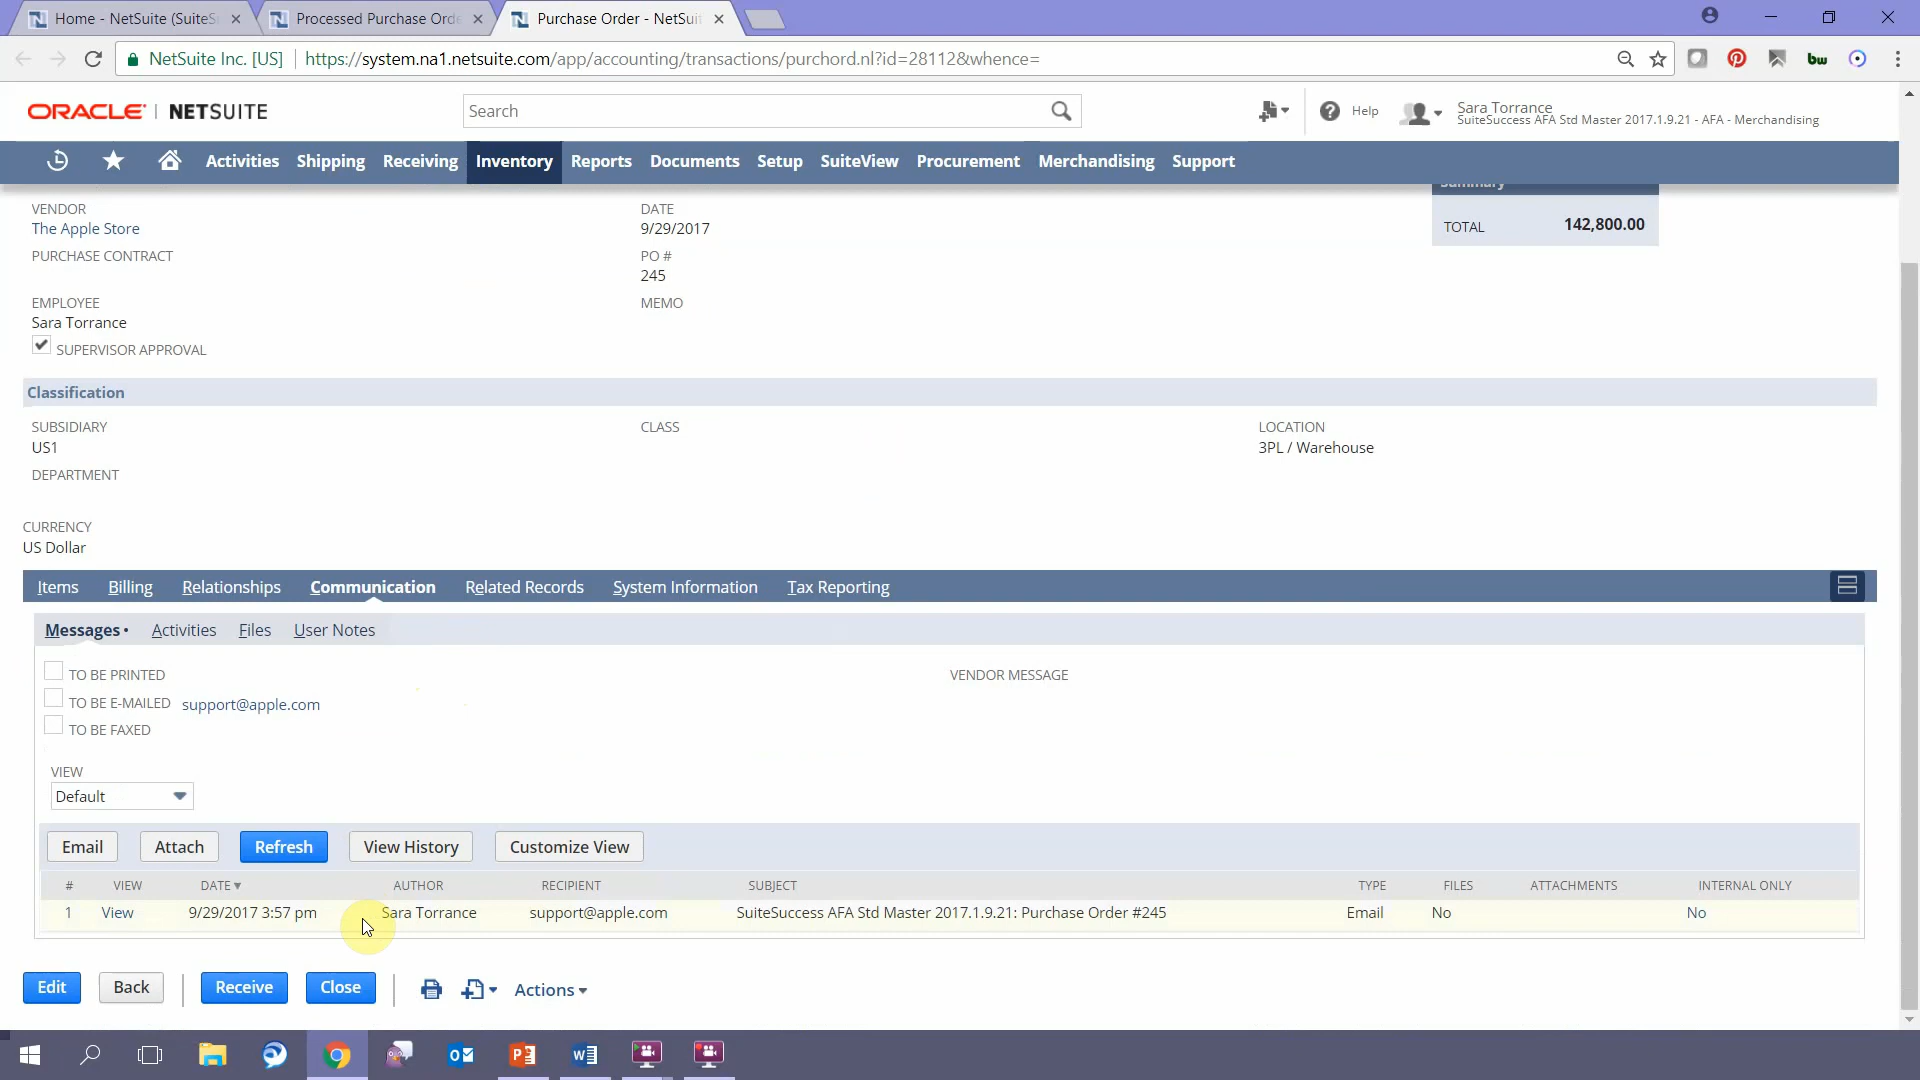 Home - NetSuite (SuiteS
Processed Purchase Orde
Purchase Order - NetSuit
NetSuite Inc. [US]
https://system.na1.netsuite.com/app/accounting/transactions/purchord.nl?id=28112&whence=
bw
ORACLE | NETSUITE
Search
Help
Sara Torrance
SuiteSuccess AFA Std Master 2017.1.9.21 - AFA - Merchandising
Activities Shipping Receiving Inventory Reports Documents Setup SuiteView Procurement Merchandising Support
Summary
TOTAL 142,800.00
VENDOR
The Apple Store
PURCHASE CONTRACT
EMPLOYEE
Sara Torrance
SUPERVISOR APPROVAL
DATE
9/29/2017
PO #
245
MEMO
Classification
SUBSIDIARY
US1
DEPARTMENT
CLASS
LOCATION
3PL / Warehouse
CURRENCY
US Dollar
Items Billing Relationships Communication Related Records System Information Tax Reporting
Messages • Activities Files User Notes
TO BE PRINTED
TO BE E-MAILED support@apple.com
TO BE FAXED
VENDOR MESSAGE
VIEW
Default
Email Attach Refresh View History Customize View
# VIEW DATE AUTHOR RECIPIENT SUBJECT TYPE FILES ATTACHMENTS INTERNAL ONLY
1 View 9/29/2017 3:57 pm Sara Torrance support@apple.com SuiteSuccess AFA Std Master 2017.1.9.21: Purchase Order #245 Email No No
Edit Back Receive Close Actions